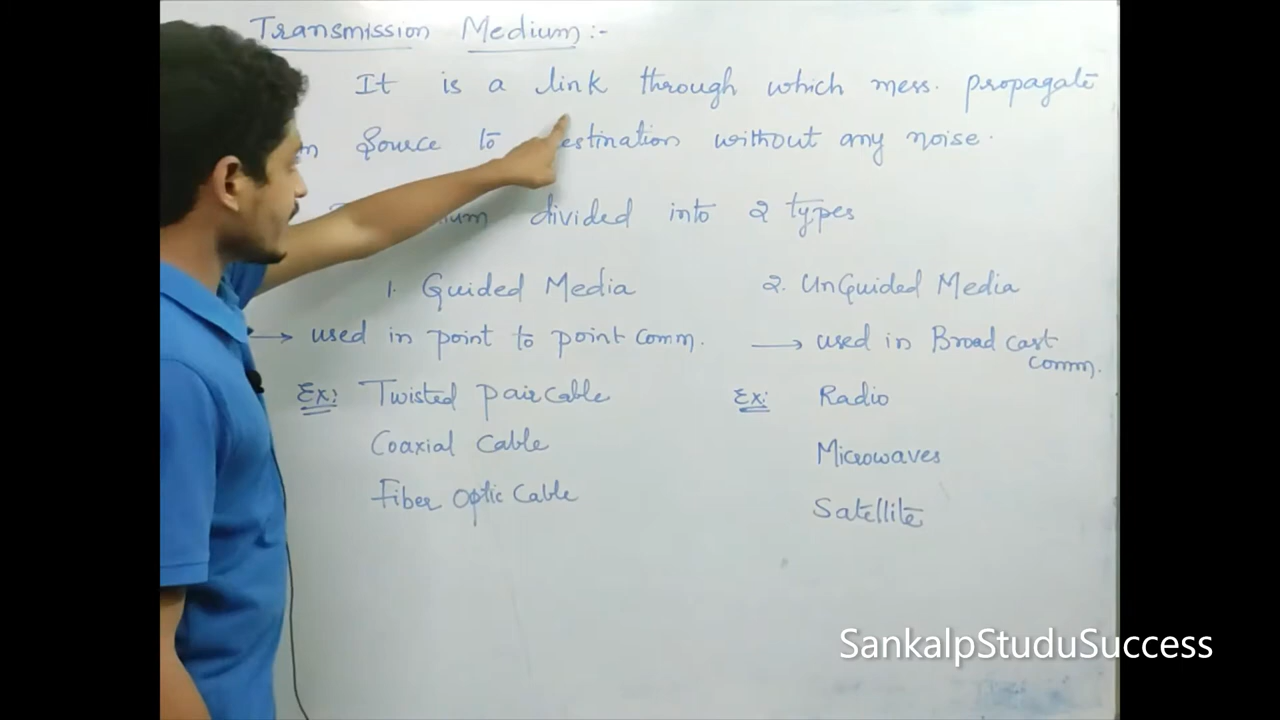 Transmission Medium:-
It is a link through which mess. propagate
Source to estination without any noise.
divided into 2 types
1. Guided Media
2. UnGuided Media
→ used in point to point comm.
→ used in Broad cast comm.
Ex: Twisted pair cable
Coaxial cable
Fiber optic cable
Ex: Radio
Microwaves
Satellite
SankalpStuduSuccess